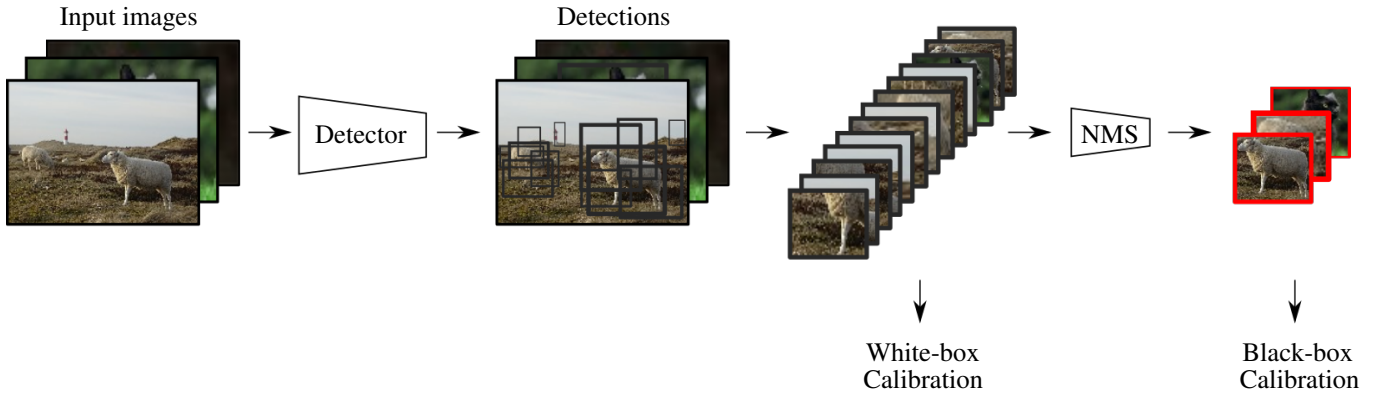 Input images
Detections
Detector
NMS
White-box
Calibration
Black-box
Calibration